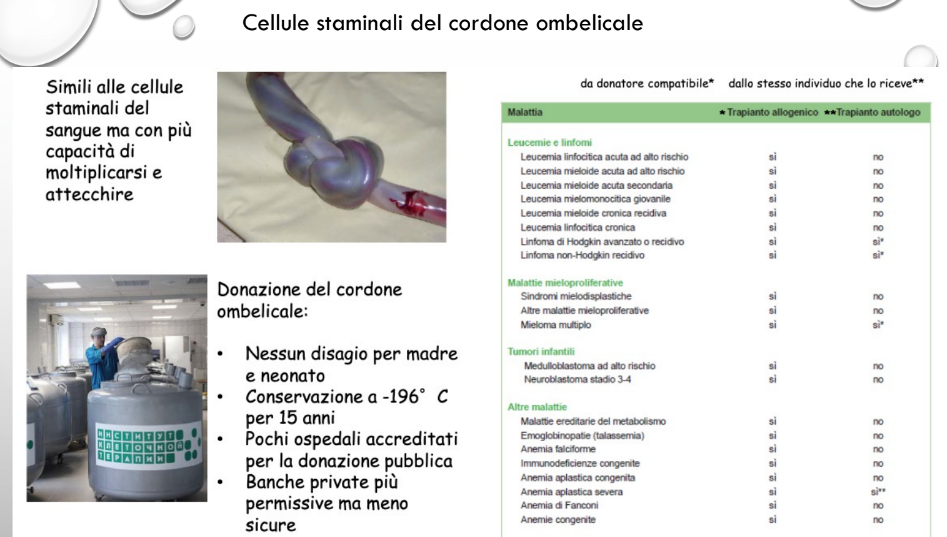 Cellule staminali del cordone ombelicale
Simili alle cellule
staminali del
sangue ma con più
capacità di
moltiplicarsi e
attecchire
Donazione del cordone
ombelicale:
• Nessun disagio per madre
e neonato
• Conservazione a -196° C
per 15 anni
• Pochi ospedali accreditati
per la donazione pubblica
• Banche private più
permissive ma meno
sicure
ИНСТИТУТ
КЛЕТОЧНОЙ
ТЕРАПИИ
da donatore compatibile* dallo stesso individuo che lo riceve**
Malattia * Trapianto allogenico **Trapianto autologo
Leucemie e linfomi
Leucemia linfocitica acuta ad alto rischio sì no
Leucemia mieloide acuta ad alto rischio sì no
Leucemia mieloide acuta secondaria sì no
Leucemia mielomonocitica giovanile sì no
Leucemia mieloide cronica recidiva sì no
Leucemia linfocitica cronica sì no
Linfoma di Hodgkin avanzato o recidivo sì sì*
Linfoma non-Hodgkin recidivo sì sì*
Malattie mieloproliferative
Sindromi mielodisplastiche sì no
Altre malattie mieloproliferative sì no
Mieloma multiplo sì sì*
Tumori infantili
Medulloblastoma ad alto rischio sì no
Neuroblastoma stadio 3-4 sì no
Altre malattie
Malattie ereditarie del metabolismo sì no
Emoglobinopatie (talassemia) sì no
Anemia falciforme sì no
Immunodeficienze congenite sì no
Anemia aplastica congenita sì no
Anemia aplastica severa sì sì**
Anemia di Fanconi sì no
Anemie congenite sì no